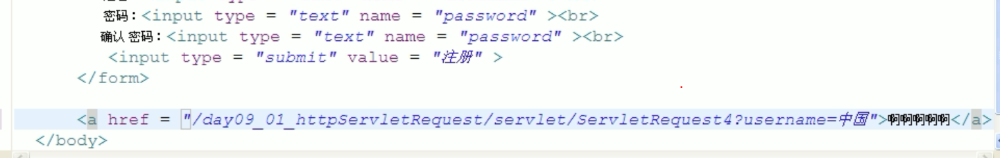 密码：<input type = "text" name = "password" ><br>
确认密码：<input type = "text" name = "password" ><br>
<input type = "submit" value = "注册" >
</form>
<a href = "/day09_01_httpServletRequest/servlet/ServletRequest4?username=中国">啊啊啊啊啊</a>
</body>